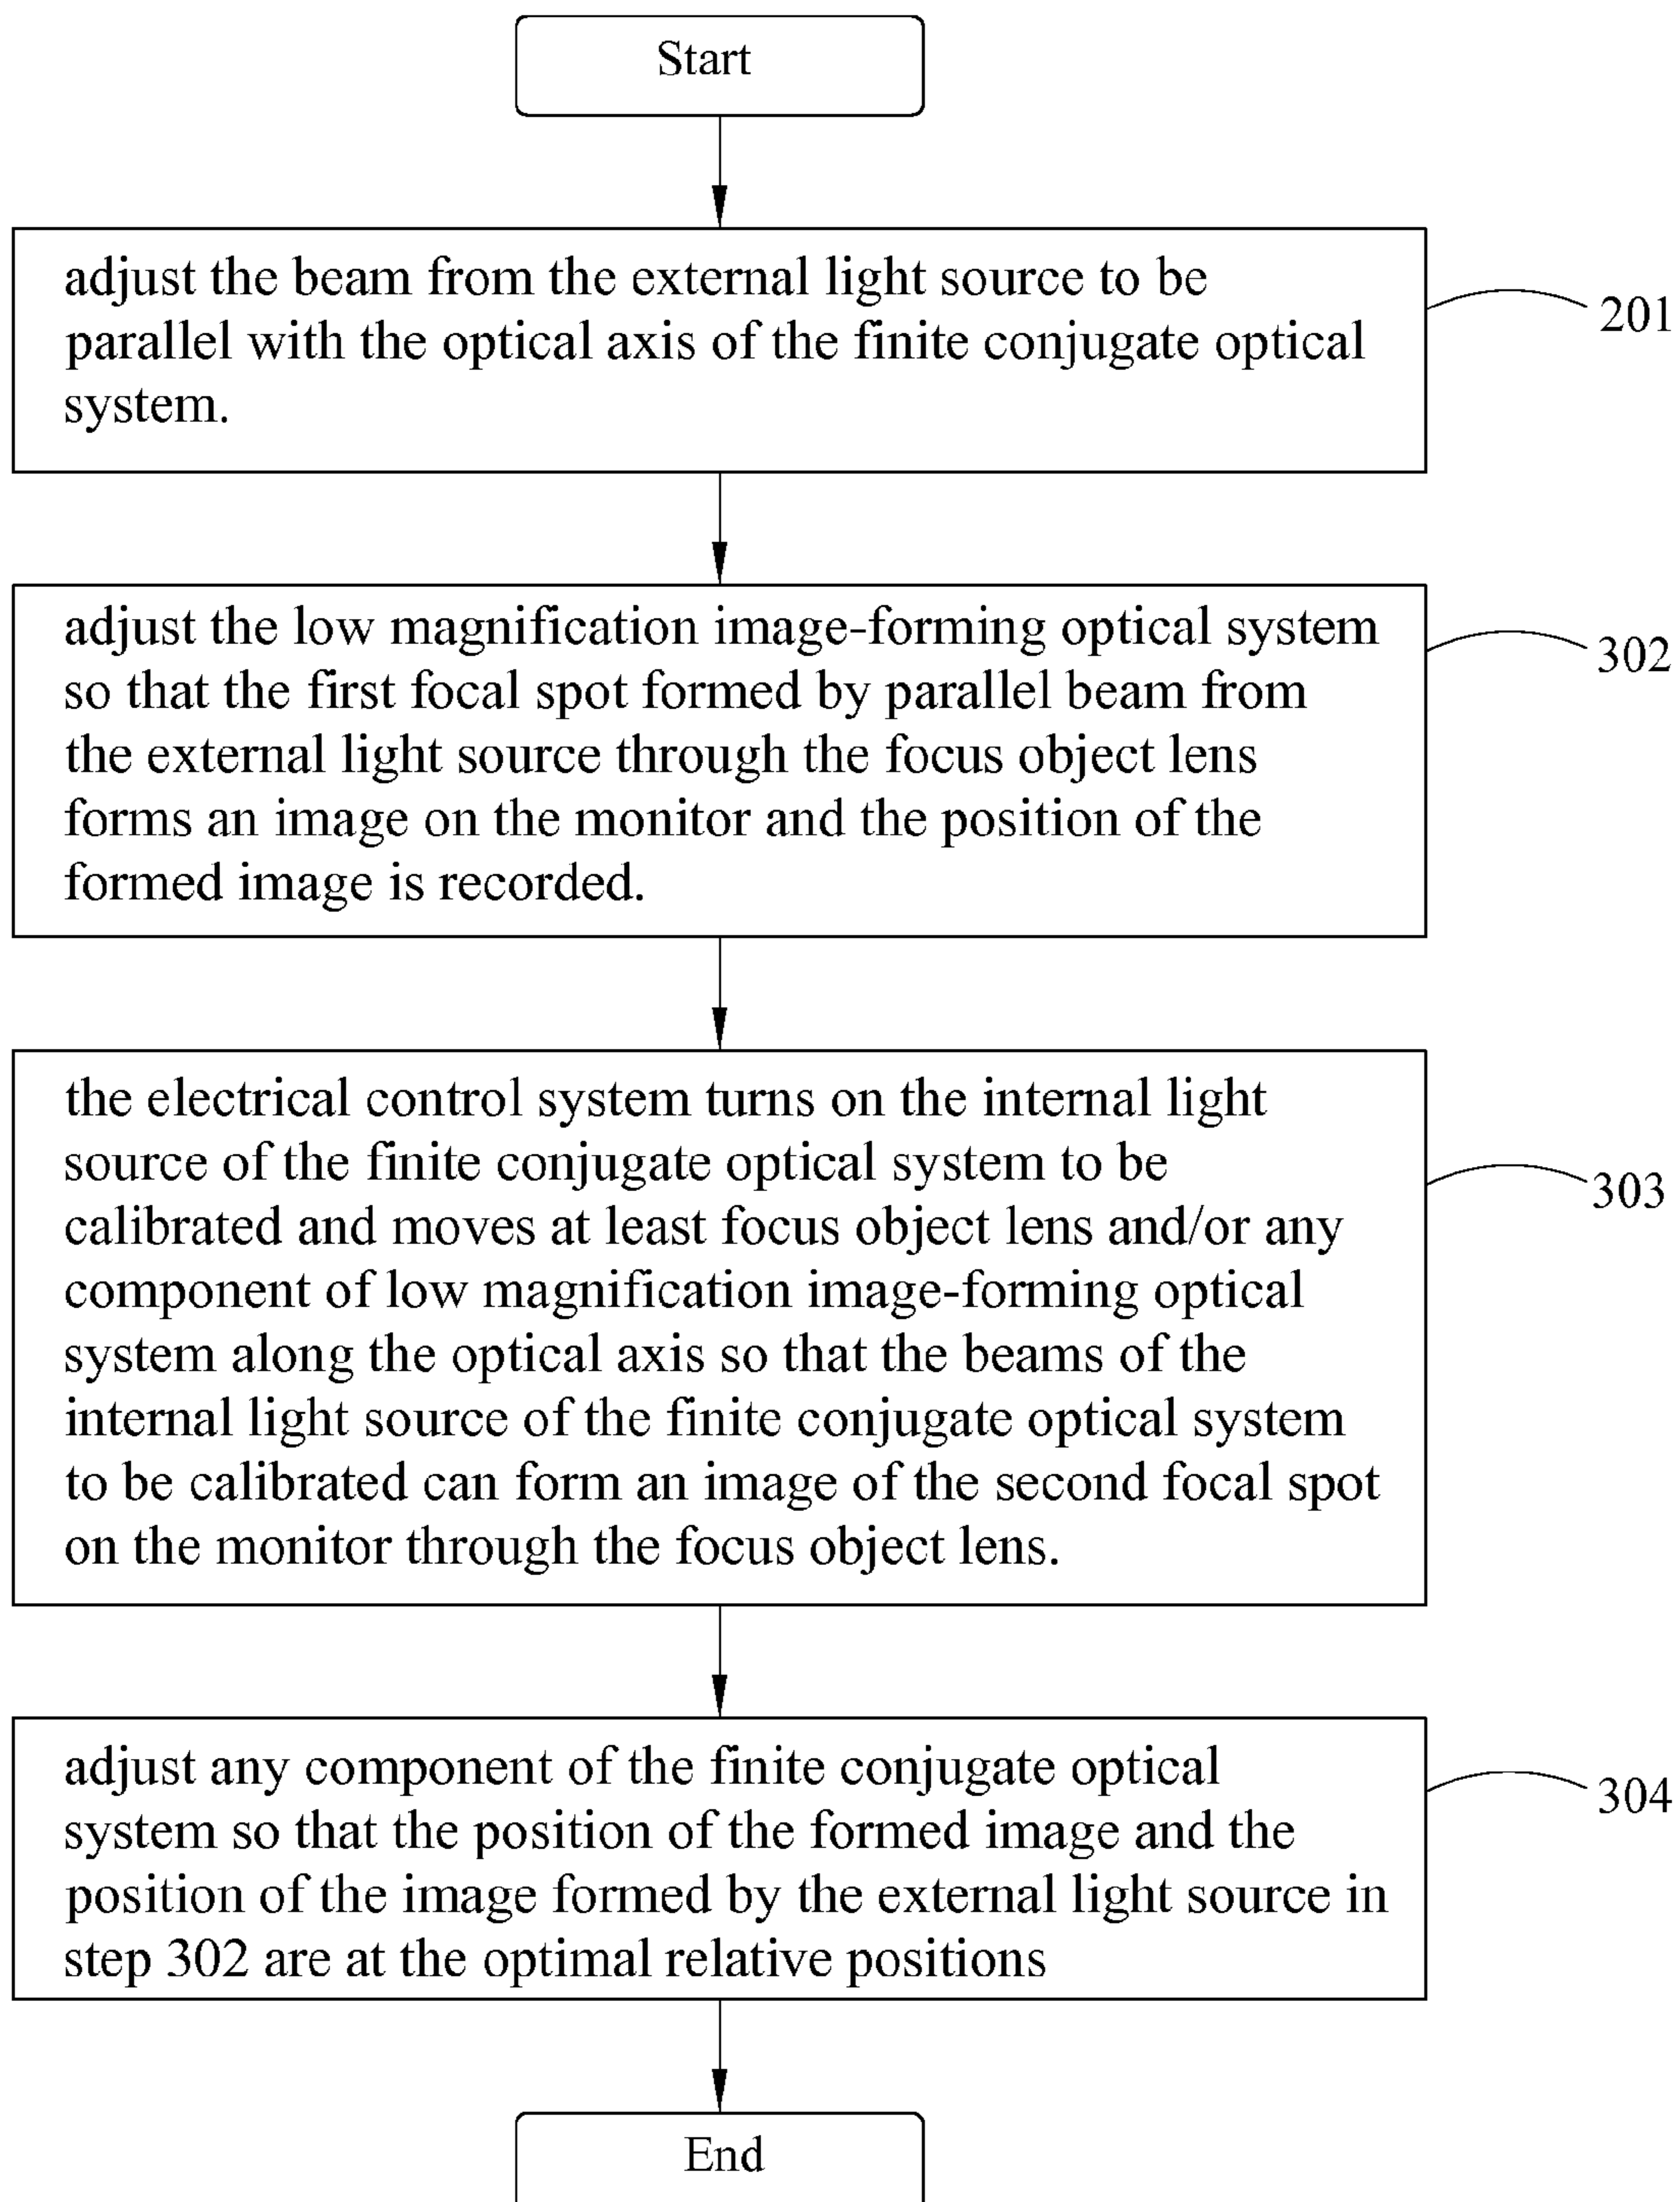 Start
adjust the beam from the external light source to be
parallel with the optical axis of the finite conjugate optical
system.
201
adjust the low magnification image-forming optical system
so that the first focal spot formed by parallel beam from
the external light source through the focus object lens
forms an image on the monitor and the position of the
formed image is recorded.
302
the electrical control system turns on the internal light
source of the finite conjugate optical system to be
calibrated and moves at least focus object lens and/or any
component of low magnification image-forming optical
system along the optical axis so that the beams of the
internal light source of the finite conjugate optical system
to be calibrated can form an image of the second focal spot
on the monitor through the focus object lens.
303
adjust any component of the finite conjugate optical
system so that the position of the formed image and the
position of the image formed by the external light source in
step 302 are at the optimal relative positions
304
End